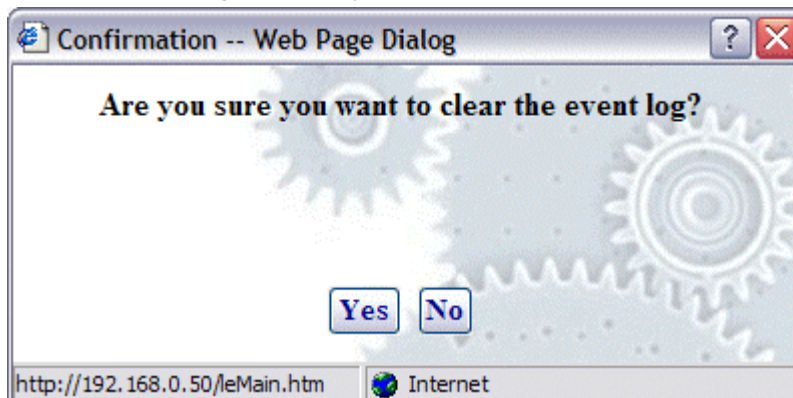 Confirmation -- Web Page Dialog
Are you sure you want to clear the event log?
Yes No
http://192.168.0.50/leMain.htm Internet